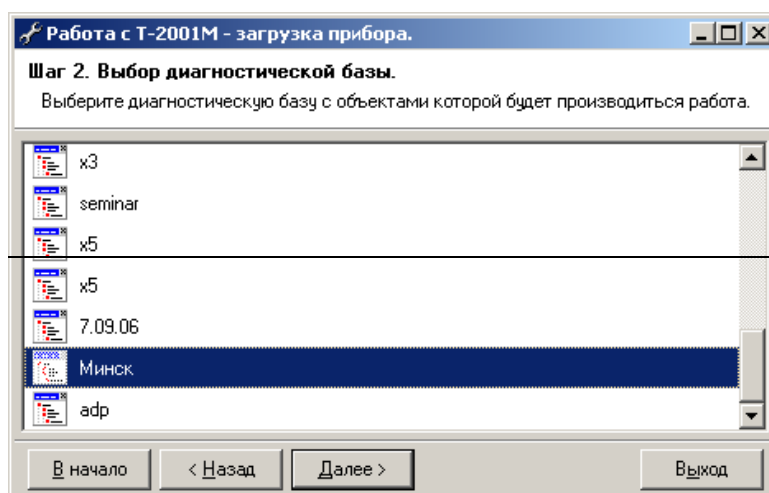 Работа с Т-2001М - загрузка прибора.
Шаг 2. Выбор диагностической базы.
Выберите диагностическую базу с объектами которой будет производиться работа.
x3
seminar
x5
x5
7.09.06
Минск
adp
В начало
< Назад
Далее >
Выход